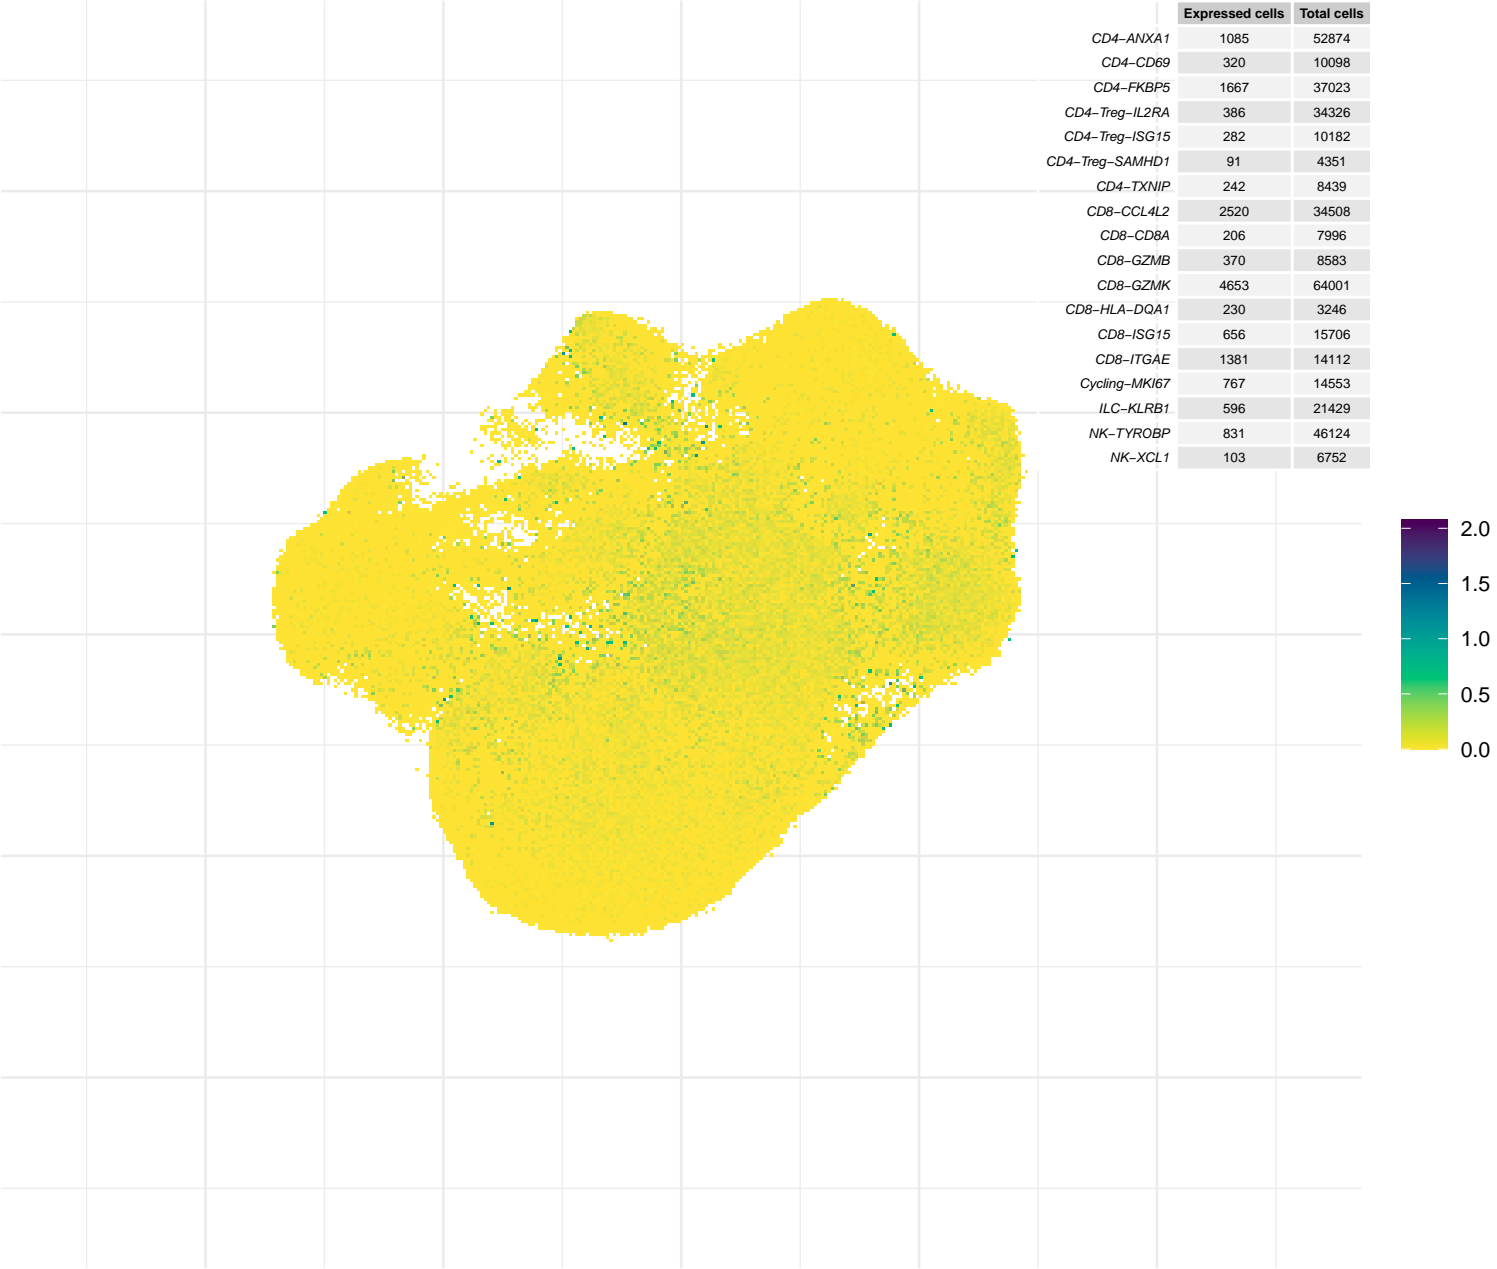 Expressed cells Total cells
CD4−ANXA1 1085 52874
CD4−CD69 320 10098
CD4−FKBP5 1667 37023
CD4−Treg−IL2RA 386 34326
CD4−Treg−ISG15 282 10182
CD4−Treg−SAMHD1 91 4351
CD4−TXNIP 242 8439
CD8−CCL4L2 2520 34508
CD8−CD8A 206 7996
CD8−GZMB 370 8583
CD8−GZMK 4653 64001
CD8−HLA−DQA1 230 3246
CD8−ISG15 656 15706
CD8−ITGAE 1381 14112
Cycling−MKI67 767 14553
ILC−KLRB1 596 21429
NK−TYROBP 831 46124
NK−XCL1 103 6752
2.0
1.5
1.0
0.5
0.0